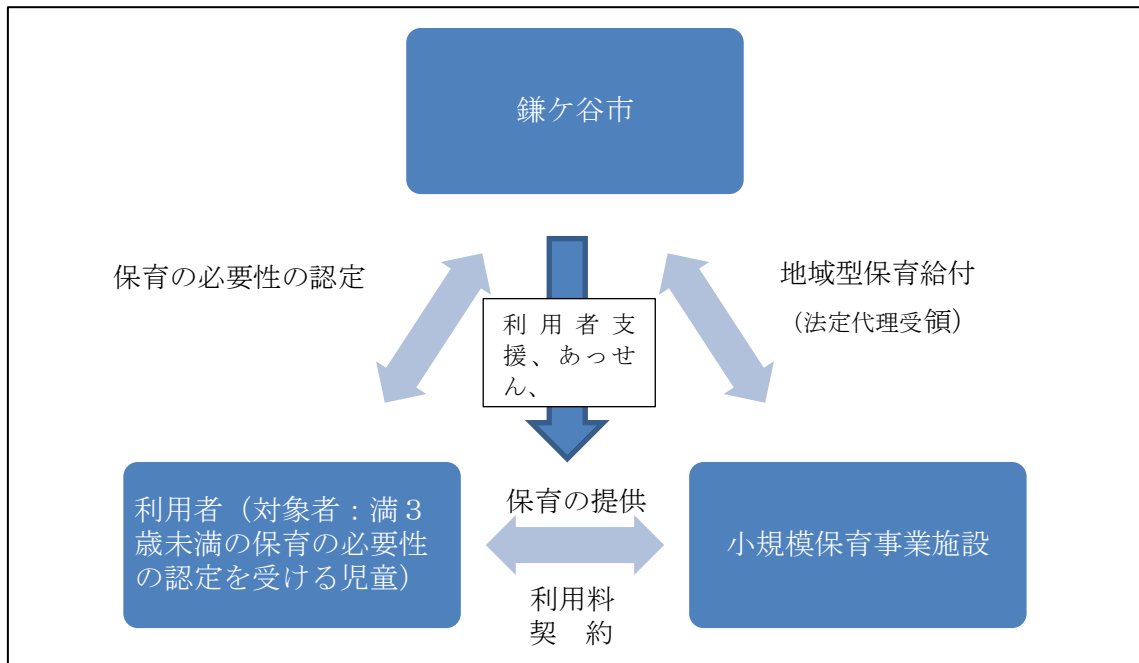 鎌ケ谷市
保育の必要性の認定
地域型保育給付
（法定代理受領）
利用者支
援、あっせ
ん、
利用者（対象者：満３
歳未満の保育の必要性
の認定を受ける児童）
保育の提供
利用料
契　約
小規模保育事業施設